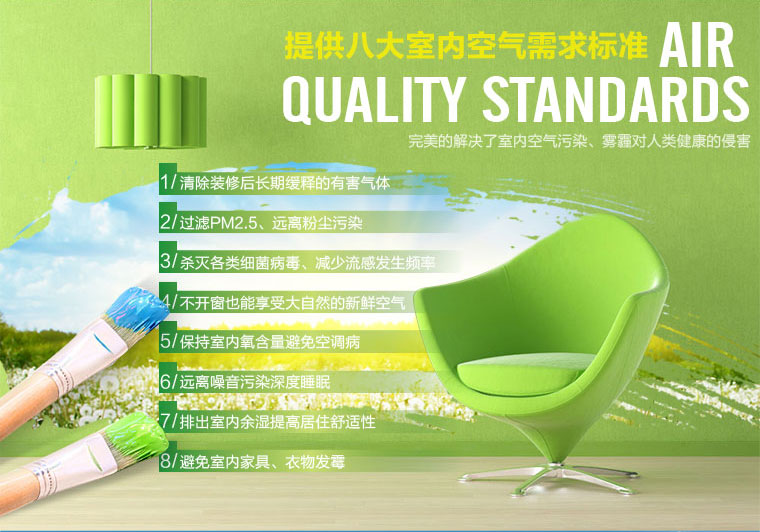 提供八大室内空气需求标准 AIR
QUALITY STANDARDS
完美的解决了室内空气污染、雾霾对人类健康的侵害
1/ 清除装修后长期缓释的有害气体
2/ 过滤PM2.5、远离粉尘污染
3/ 杀灭各类细菌病毒、减少流感发生频率
4/ 不开窗也能享受大自然的新鲜空气
5/ 保持室内氧含量避免空调病
6/ 远离噪音污染深度睡眠
7/ 排出室内余湿提高居住舒适性
8/ 避免室内家具、衣物发霉